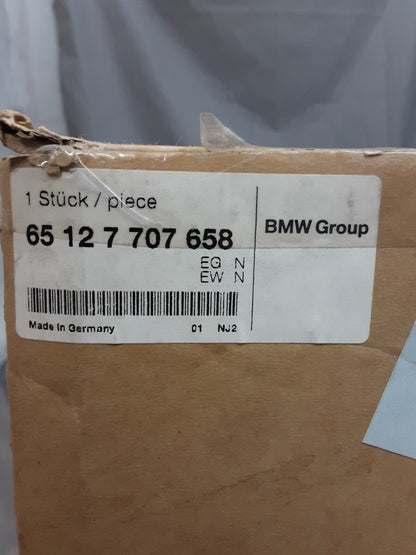 1 Stück / piece
65 12 7 707 658
BMW Group
EG N
EW N
Made in Germany 01 NJ2